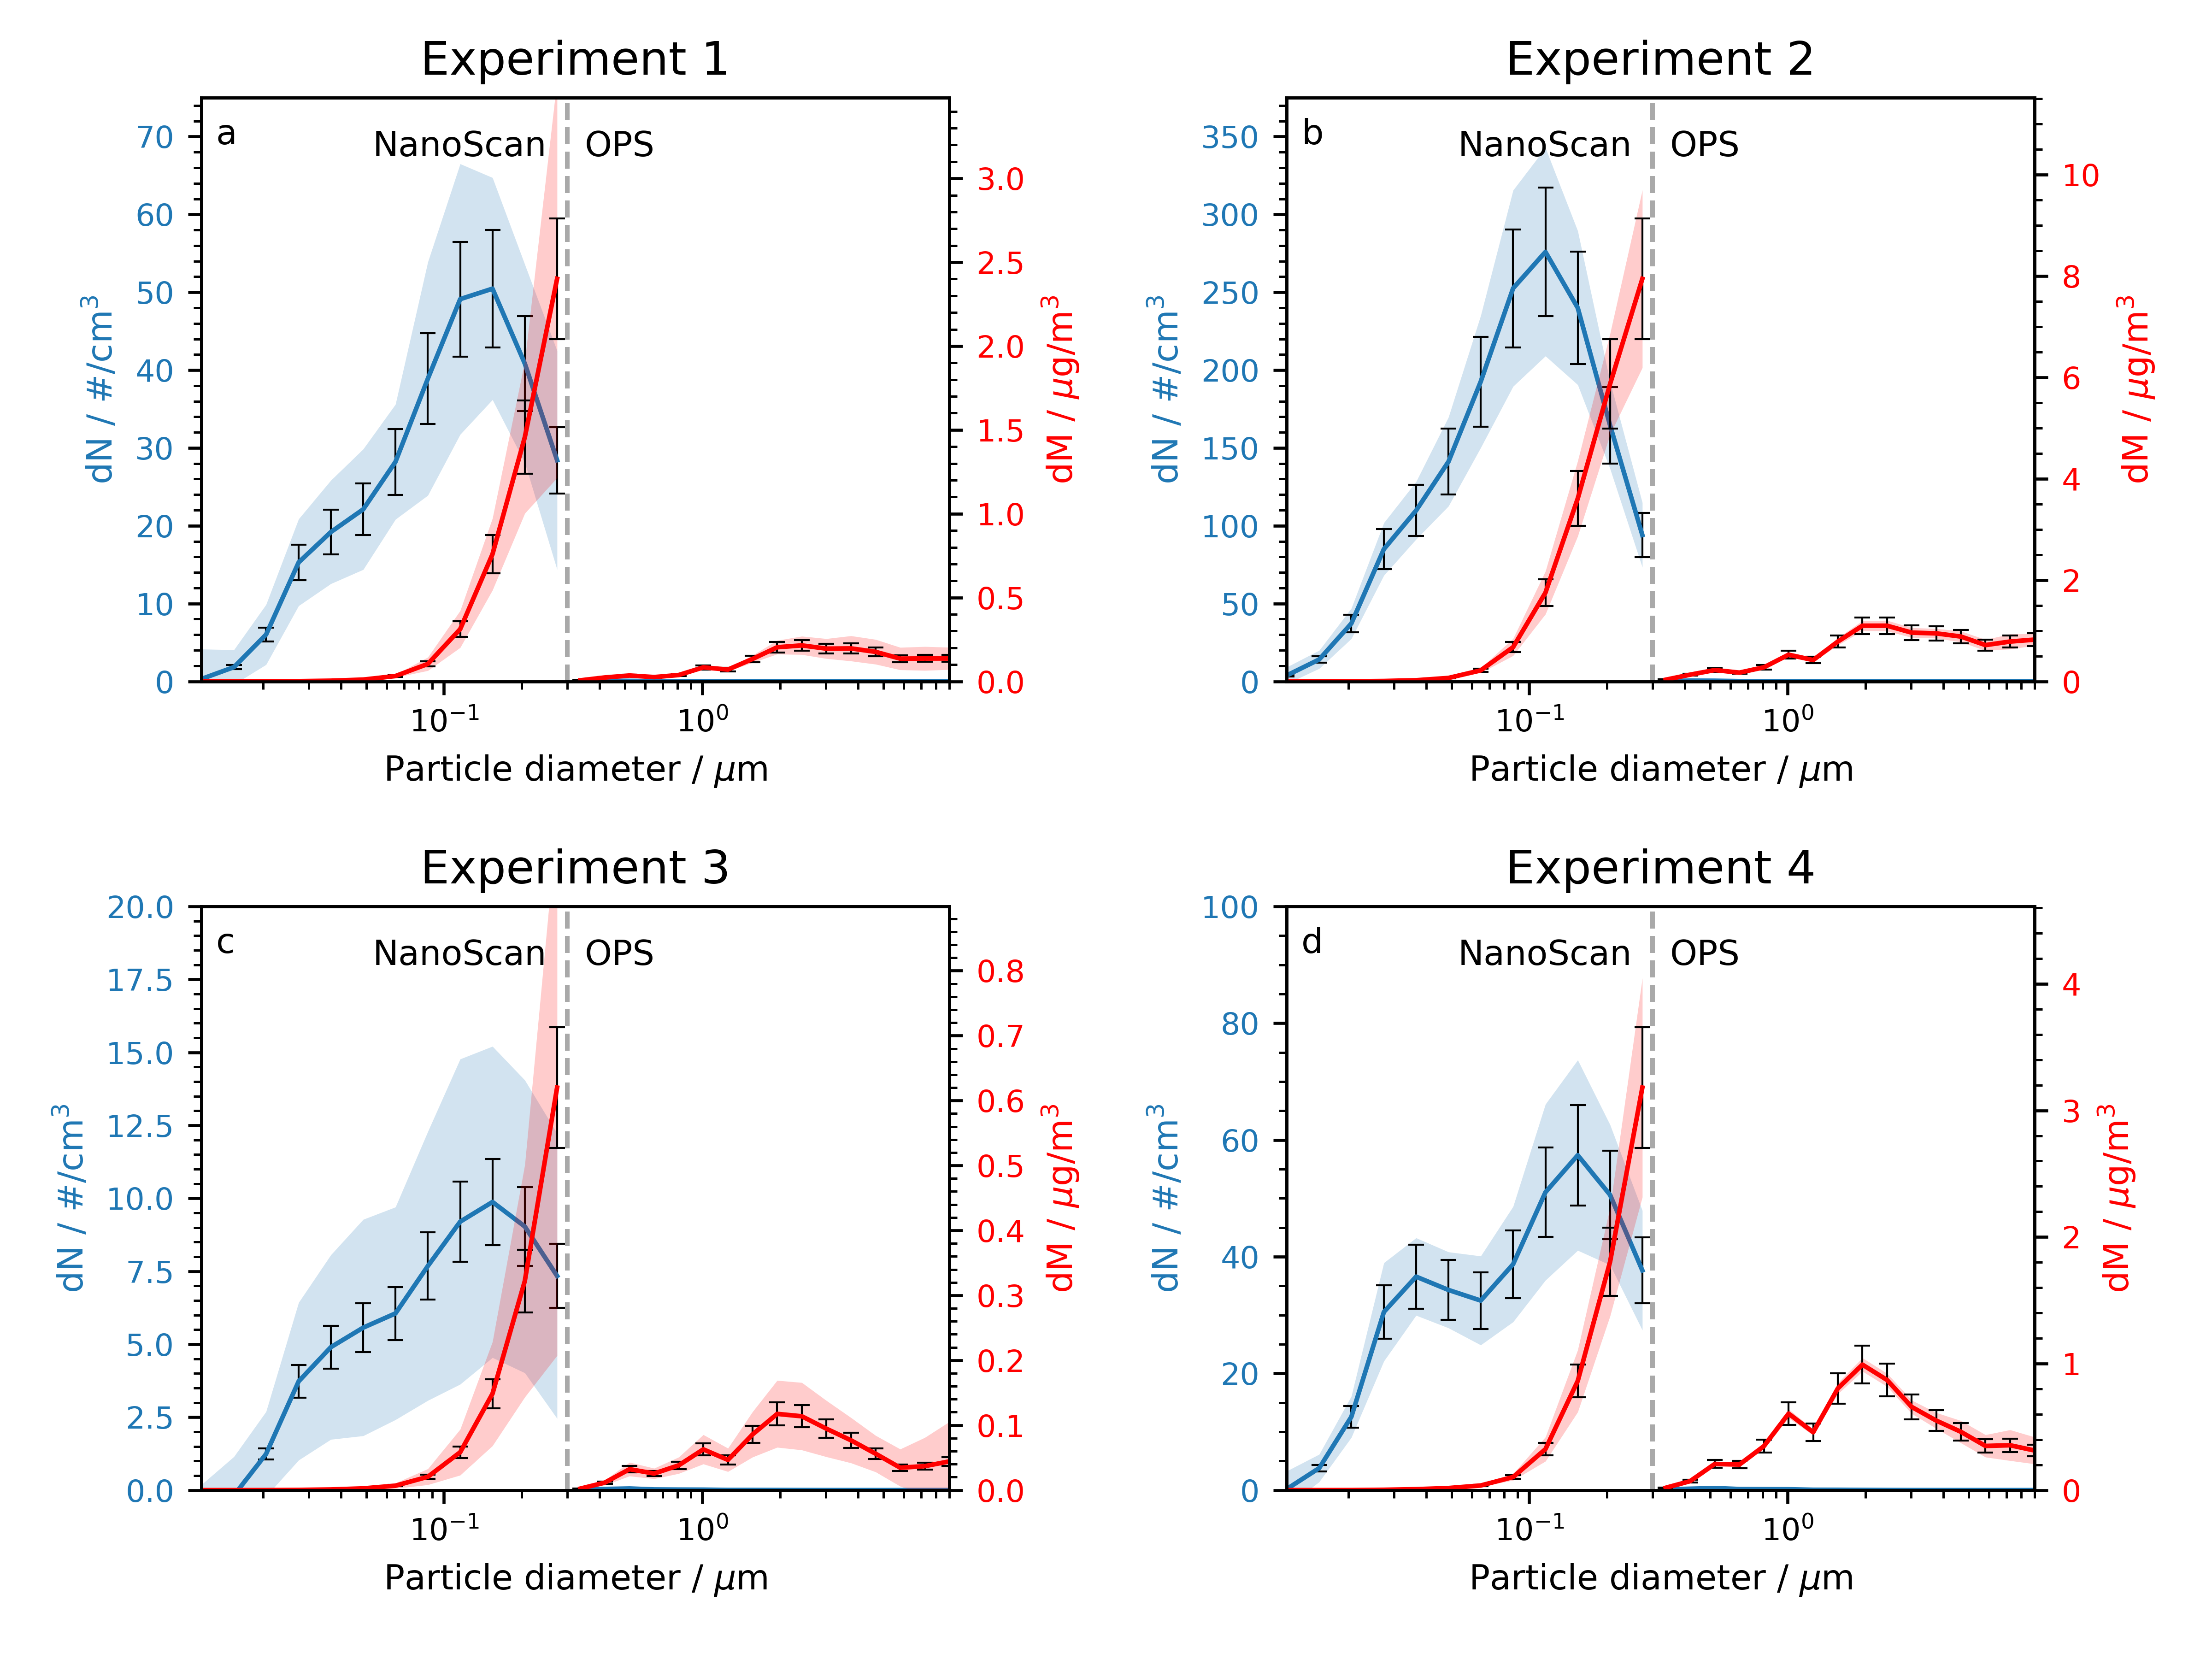 Experiment 1
a
NanoScan
OPS
70
60
50
40
30
20
10
0
dN / #/cm³
3.0
2.5
2.0
1.5
1.0
0.5
0.0
dM / μg/m³
10⁻¹
10⁰
Particle diameter / μm
Experiment 2
b
NanoScan
OPS
350
300
250
200
150
100
50
0
dN / #/cm³
10
8
6
4
2
0
dM / μg/m³
10⁻¹
10⁰
Particle diameter / μm
Experiment 3
c
NanoScan
OPS
20.0
17.5
15.0
12.5
10.0
7.5
5.0
2.5
0.0
dN / #/cm³
0.8
0.7
0.6
0.5
0.4
0.3
0.2
0.1
0.0
dM / μg/m³
10⁻¹
10⁰
Particle diameter / μm
Experiment 4
d
NanoScan
OPS
100
80
60
40
20
0
dN / #/cm³
4
3
2
1
0
dM / μg/m³
10⁻¹
10⁰
Particle diameter / μm